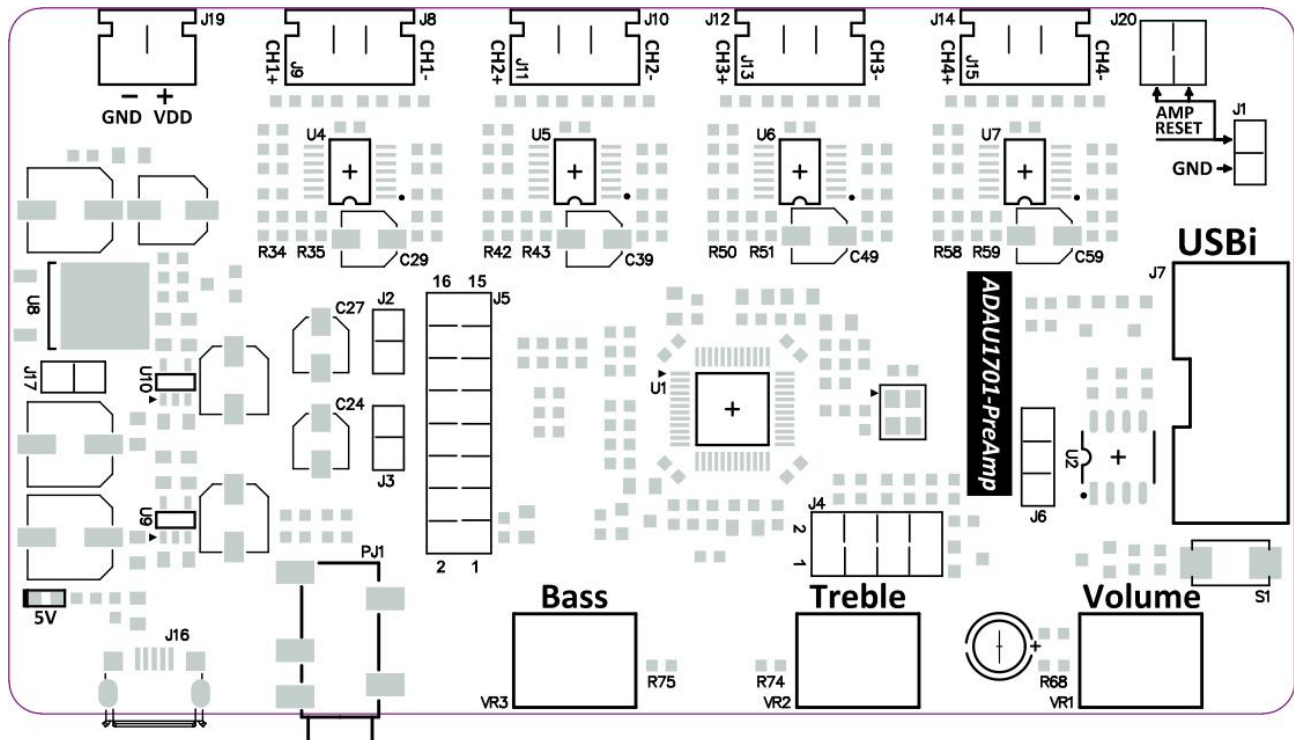 J19
J8
J10
J12
J14
J20
CH1+
J9
CH1-
CH2+
J11
CH2-
CH3+
J13
CH3-
CH4+
J15
CH4-
− +
GND VDD
AMP
RESET
J1
GND
U4
U5
U6
U7
R34 R35
C29
R42 R43
C39
R50 R51
C49
R58 R59
C59
USBi
U8
16 15
J5
J7
C27
J2
ADAU1701-PreAmp
J17
U10
U1
C24
J3
U2
U9
J4
2
1
J6
2 1
PJ1
S1
5V
Bass
Treble
Volume
J16
+
R75
R74
R68
VR3
VR2
VR1